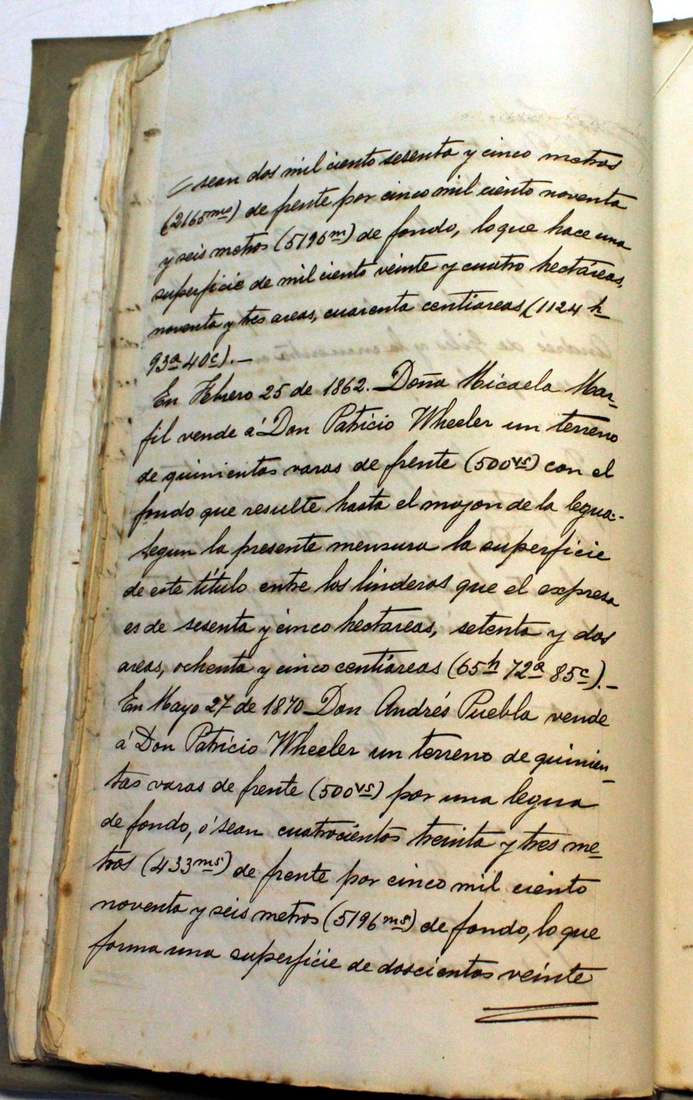 sean dos mil ciento sesenta y cinco metros
(2165ms) de frente por cinco mil ciento noventa
y seis metros (5196m) de fondo, lo que hace una
superficie de mil ciento veinte y cuatro hectáreas,
noventa y tres areas, cuarenta centiareas (1124h
93a 40c).—
En Febrero 25 de 1862. Doña Micaela Mar-
fil vende á Don Patricio Wheeler un terreno
de quinientas varas de frente (500vs) con el
fondo que resulte hasta el mojon de la legua.
Segun la presente mensura la superficie
de este título entre los linderos que el expresa
es de sesenta y cinco hectareas, setenta y dos
areas, ochenta y cinco centiáreas (65h 72a 85c).—
En Mayo 27 de 1870. Don Andrés Puebla vende
á Don Patricio Wheeler un terreno de quinien-
tas varas de frente (500vs) por una legua
de fondo, ó sean cuatrocientos treinta y tres me-
tros (433ms) de frente por cinco mil ciento
noventa y seis metros (5196ms) de fondo, lo que
forma una superficie de doscientos veinte